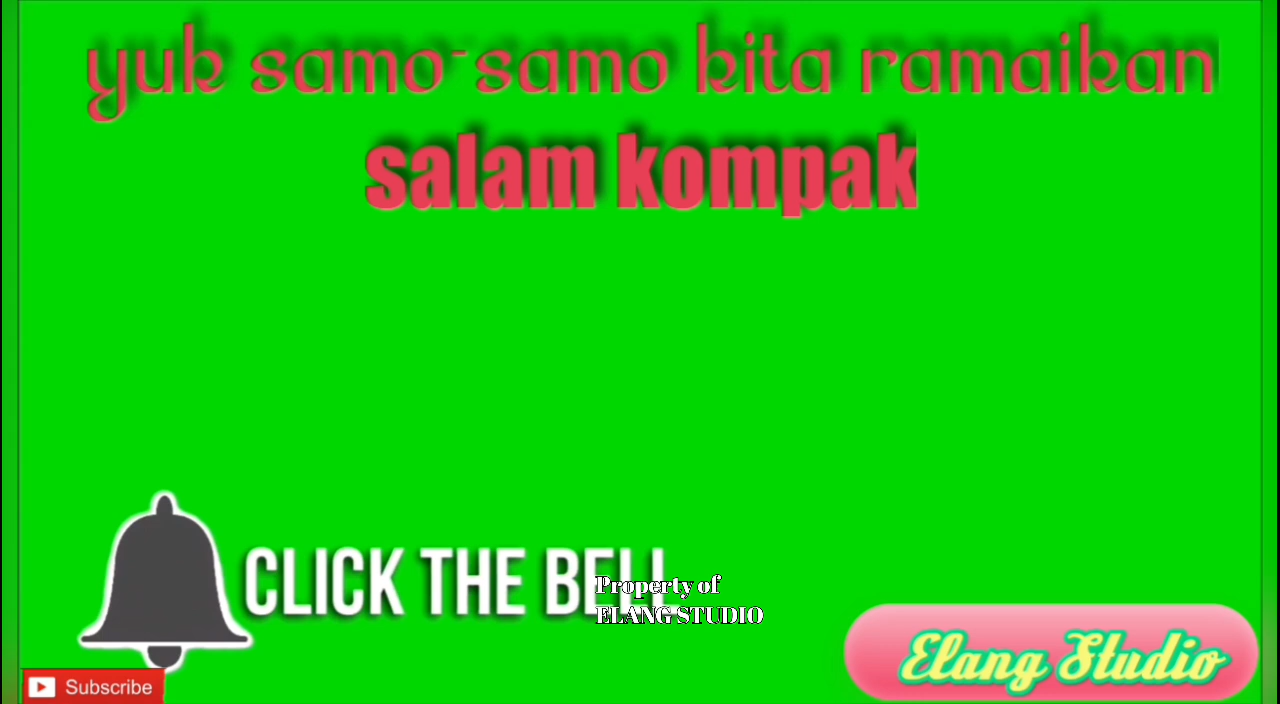 yuk samo-samo kita ramaikan
salam kompak
CLICK THE BELL
Property of
ELANG STUDIO
Elang Studio
Subscribe